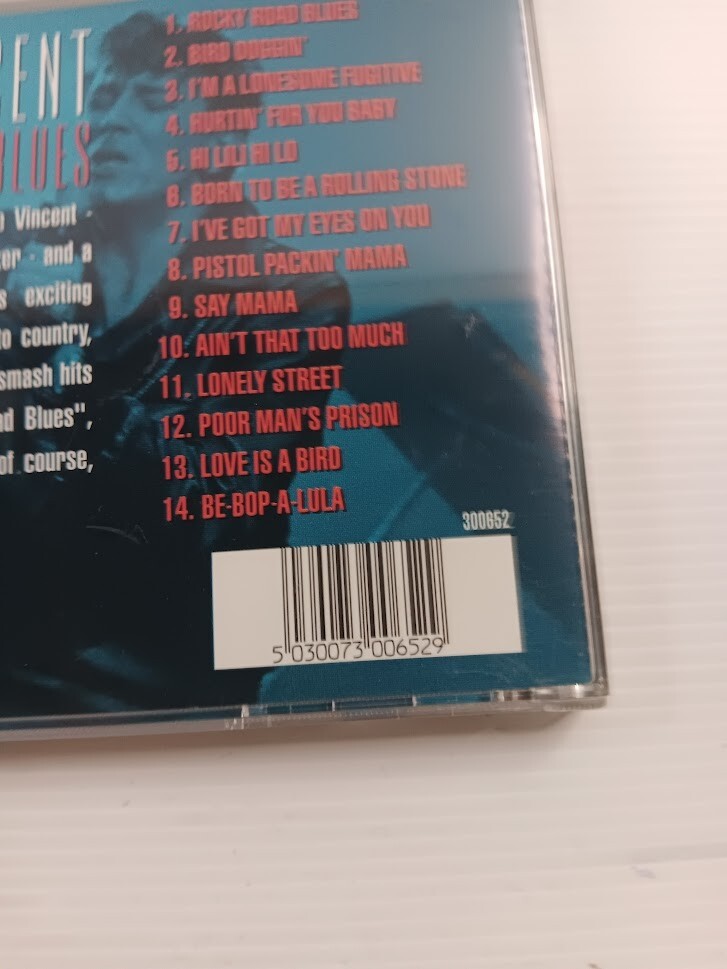 CENT
BLUES
Vincent -
er - and a
s exciting
to country,
smash hits
ad Blues",
of course,
1. ROCKY ROAD BLUES
2. BIRD DOGGIN'
3. I'M A LONESOME FUGITIVE
4. HURTIN' FOR YOU BABY
5. HI LILI HI LO
6. BORN TO BE A ROLLING STONE
7. I'VE GOT MY EYES ON YOU
8. PISTOL PACKIN' MAMA
9. SAY MAMA
10. AIN'T THAT TOO MUCH
11. LONELY STREET
12. POOR MAN'S PRISON
13. LOVE IS A BIRD
14. BE-BOP-A-LULA
300652
5 030073 006529